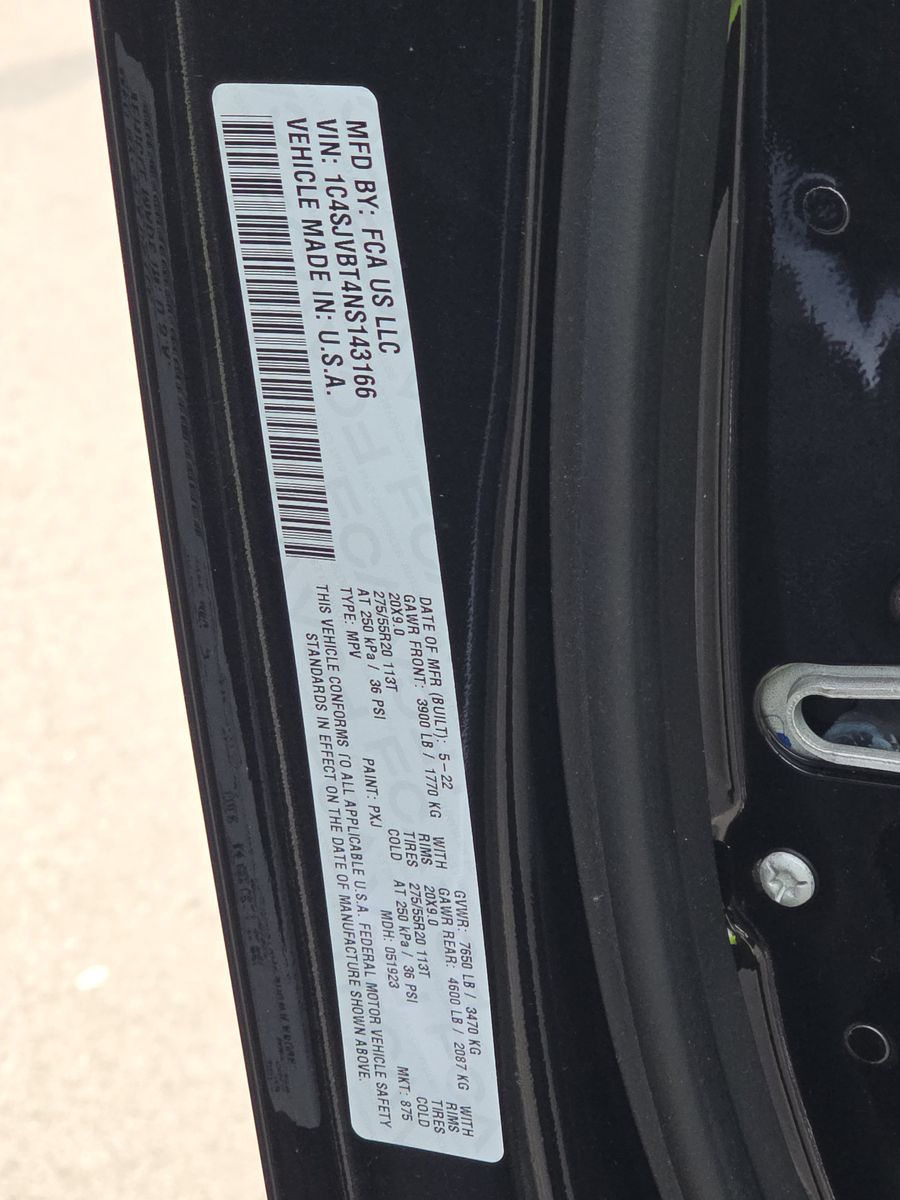 MFD BY: FCA US LLC
VIN: 1C4SJVBT4NS143166
VEHICLE MADE IN: U.S.A.
DATE OF MFR (BUILT): 5-22 GVWR: 7650 LB / 3470 KG
GAWR FRONT: 3900 LB / 1770 KG WITH GAWR REAR: 4600 LB / 2087 KG WITH
20X9.0 RIMS 20X9.0 RIMS
275/55R20 113T TIRES 275/55R20 113T TIRES
AT 250 kPa / 36 PSI COLD AT 250 kPa / 36 PSI COLD
TYPE: MPV PAINT: PXJ MDH: 051923 MKT: 875
THIS VEHICLE CONFORMS TO ALL APPLICABLE U.S.A. FEDERAL MOTOR VEHICLE SAFETY
STANDARDS IN EFFECT ON THE DATE OF MANUFACTURE SHOWN ABOVE.